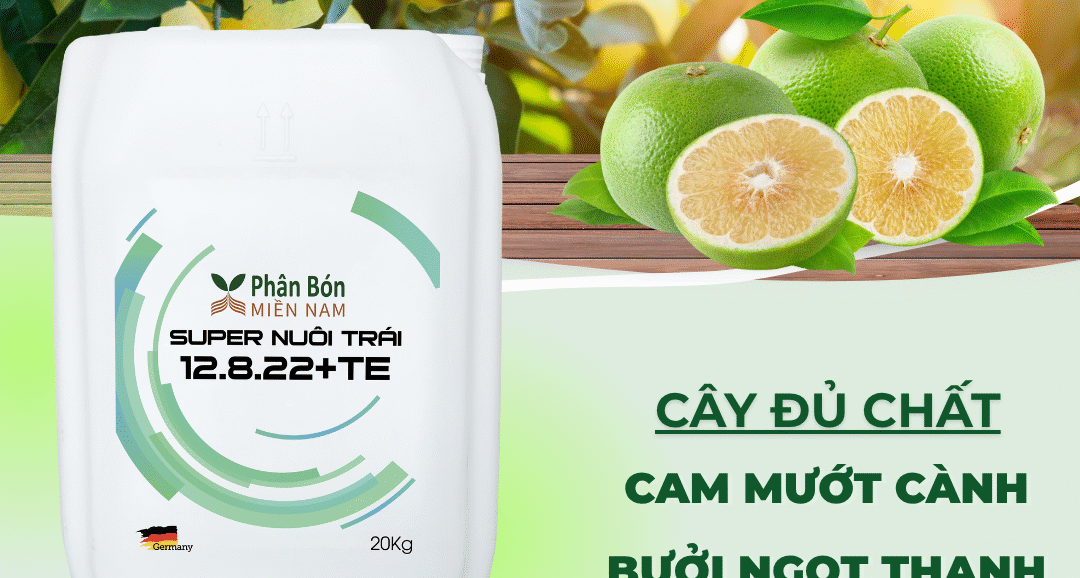 Phân Bón
MIỀN NAM
SUPER NUÔI TRÁI
12.8.22+TE
Germany
20Kg
CÂY ĐỦ CHẤT
CAM MƯỚT CÀNH
BƯỞI NGỌT THANH